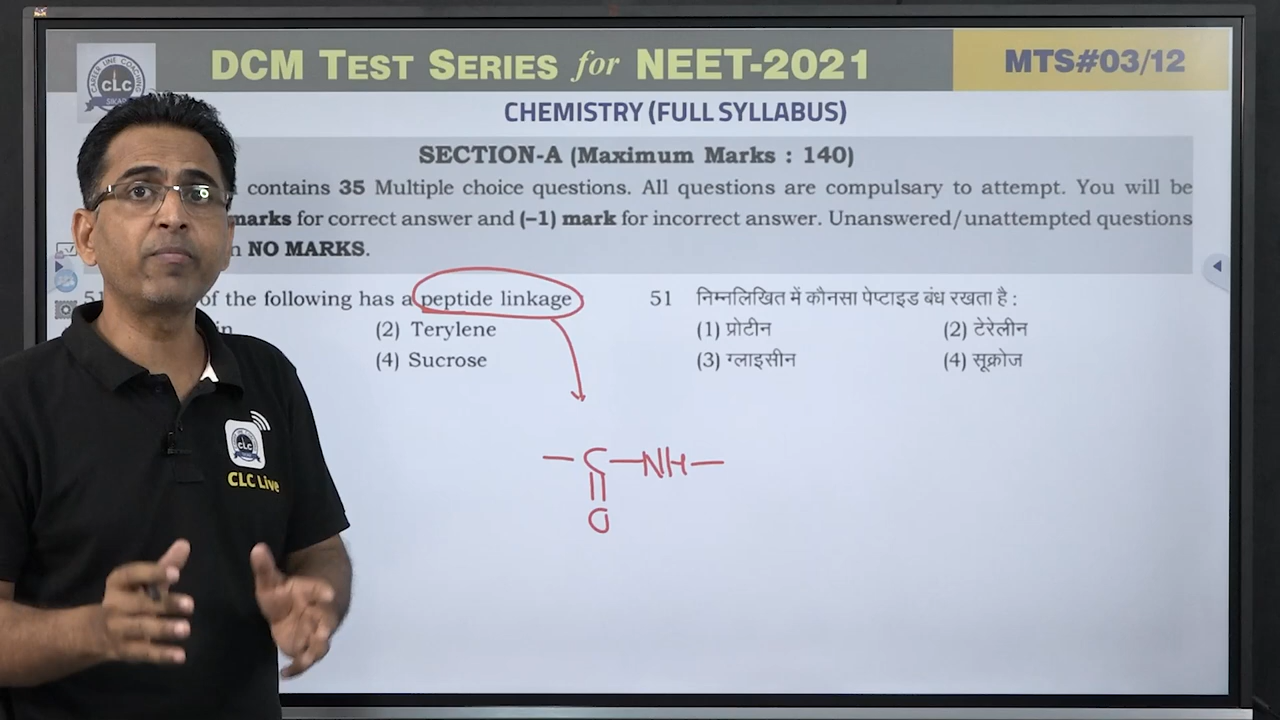 DCM TEST SERIES for NEET-2021
MTS#03/12
CHEMISTRY (FULL SYLLABUS)
SECTION-A (Maximum Marks : 140)
contains 35 Multiple choice questions. All questions are compulsary to attempt. You will be
marks for correct answer and (–1) mark for incorrect answer. Unanswered/unattempted questions
NO MARKS.
of the following has a peptide linkage
(2) Terylene
(4) Sucrose
51 निम्नलिखित में कौनसा पेप्टाइड बंध रखता है :
(1) प्रोटीन (2) टेरेलीन
(3) ग्लाइसीन (4) सूक्रोज
– C – NH –
||
O
CLC
CLC Live